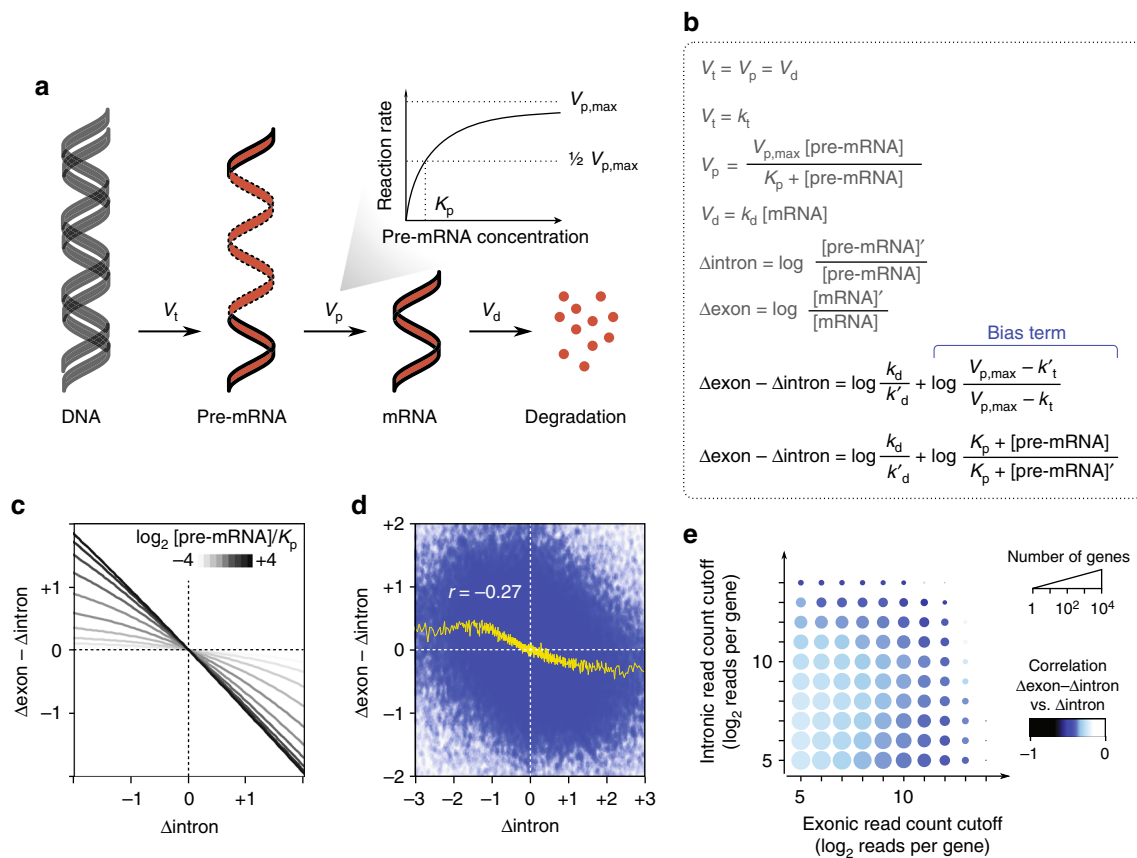 a
V_p,max
½ V_p,max
K_p
Reaction rate
Pre-mRNA concentration
V_t
V_p
V_d
DNA
Pre-mRNA
mRNA
Degradation
b
V_t = V_p = V_d
V_t = k_t
V_p = V_p,max [pre-mRNA] / K_p + [pre-mRNA]
V_d = k_d [mRNA]
Δintron = log [pre-mRNA]′ / [pre-mRNA]
Δexon = log [mRNA]′ / [mRNA]
Bias term
Δexon – Δintron = log k_d / k′_d + log V_p,max – k′_t / V_p,max – k_t
Δexon – Δintron = log k_d / k′_d + log K_p + [pre-mRNA] / K_p + [pre-mRNA]′
c
log2 [pre-mRNA]/K_p
–4 +4
+1
0
–1
Δexon – Δintron
–1 0 +1
Δintron
d
r = –0.27
+2
+1
0
–1
–2
Δexon – Δintron
–3 –2 –1 0 +1 +2 +3
Δintron
e
Intronic read count cutoff
(log2 reads per gene)
10
5
5 10
Exonic read count cutoff
(log2 reads per gene)
Number of genes
1 10² 10⁴
Correlation
Δexon–Δintron
vs. Δintron
–1 0